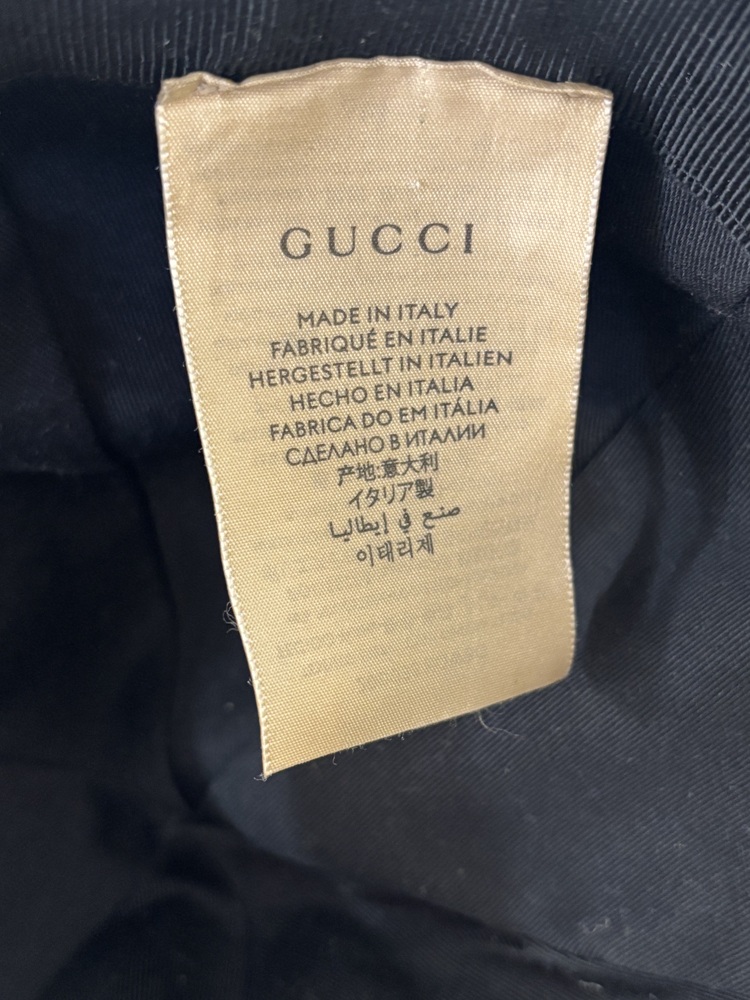 GUCCI
MADE IN ITALY
FABRIQUÉ EN ITALIE
HERGESTELLT IN ITALIEN
HECHO EN ITALIA
FABRICA DO EM ITÁLIA
СДЕЛАНО В ИТАЛИИ
产地:意大利
イタリア製
صنع في إيطاليا
이태리제